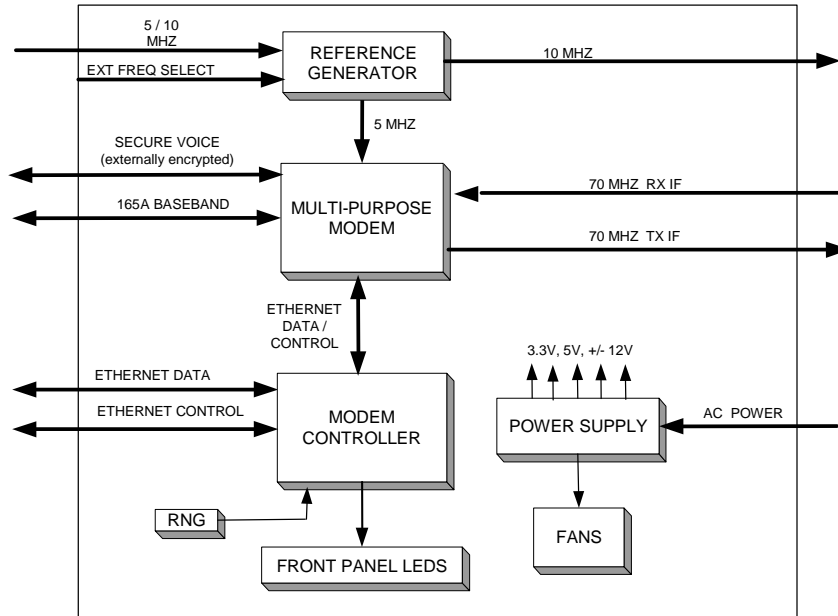 5 / 10
MHZ
EXT FREQ SELECT
REFERENCE
GENERATOR
10 MHZ
5 MHZ
SECURE VOICE
(externally encrypted)
165A BASEBAND
MULTI-PURPOSE
MODEM
70 MHZ RX IF
70 MHZ TX IF
ETHERNET
DATA /
CONTROL
ETHERNET DATA
ETHERNET CONTROL
MODEM
CONTROLLER
3.3V, 5V, +/- 12V
POWER SUPPLY
AC POWER
RNG
FANS
FRONT PANEL LEDS